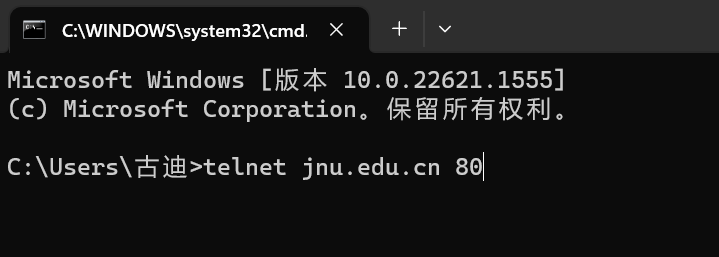 C:\WINDOWS\system32\cmd.
Microsoft Windows [版本 10.0.22621.1555]
(c) Microsoft Corporation。保留所有权利。
C:\Users\古迪>telnet jnu.edu.cn 80